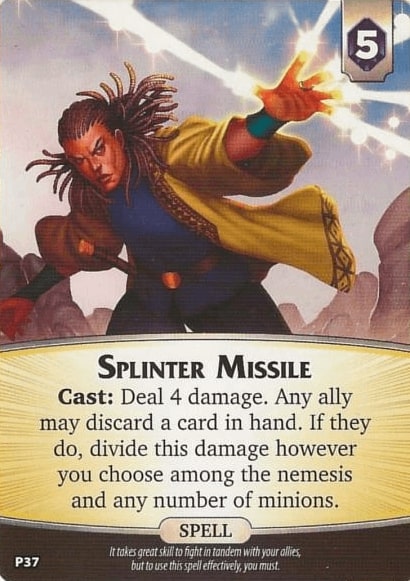 5
SPLINTER MISSILE
Cast: Deal 4 damage. Any ally
may discard a card in hand. If they
do, divide this damage however
you choose among the nemesis
and any number of minions.
SPELL
P37
It takes great skill to fight in tandem with your allies,
but to use this spell effectively, you must.